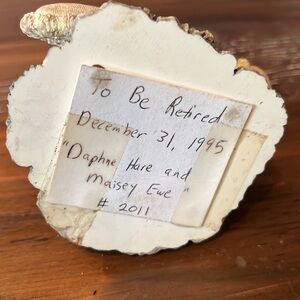 To Be Retired
December 31, 1995
"Daphne Hare and
Maisey Ewe"
# 2011